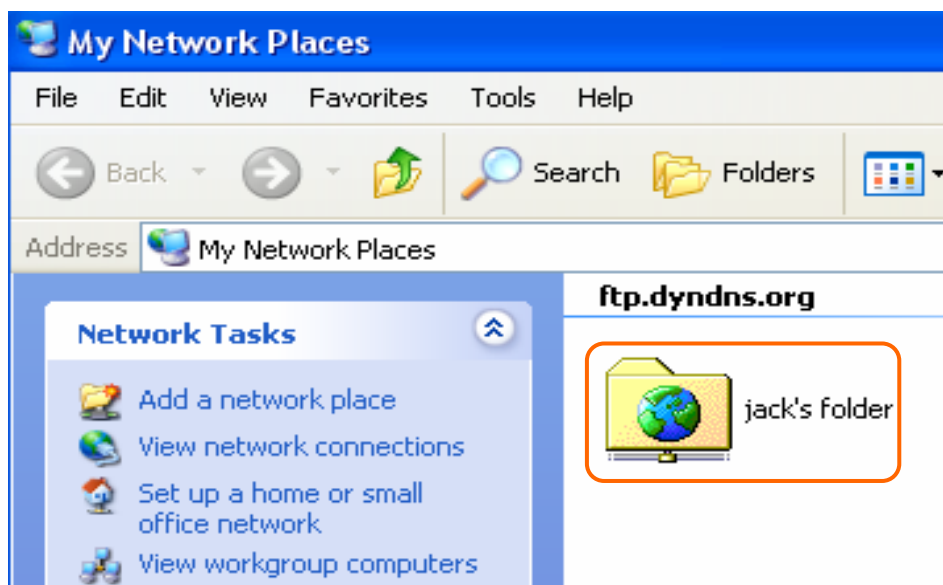 My Network Places
File Edit View Favorites Tools Help
Back Search Folders
Address My Network Places
Network Tasks
Add a network place
View network connections
Set up a home or small
office network
View workgroup computers
ftp.dyndns.org
jack's folder